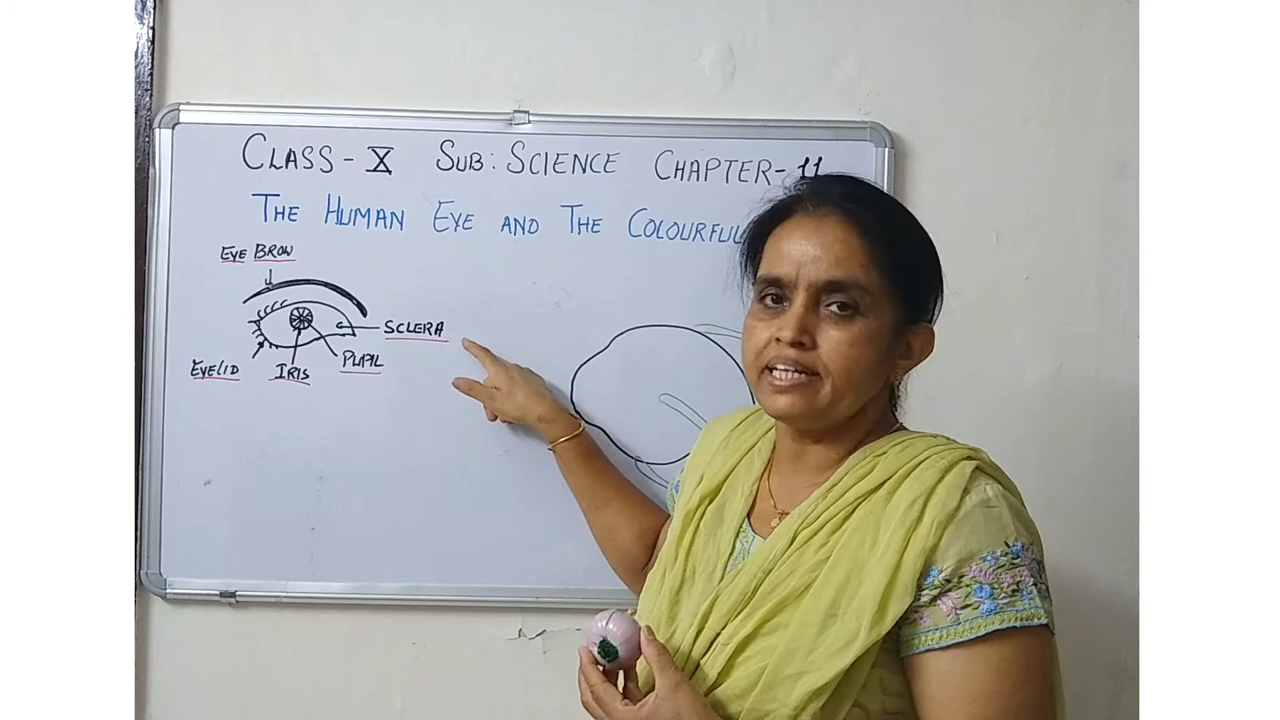 CLASS-X SUB: SCIENCE CHAPTER-11
THE HUMAN EYE AND THE COLOURFUL
EYE BROW
SCLERA
EYELID
IRIS
PUPIL